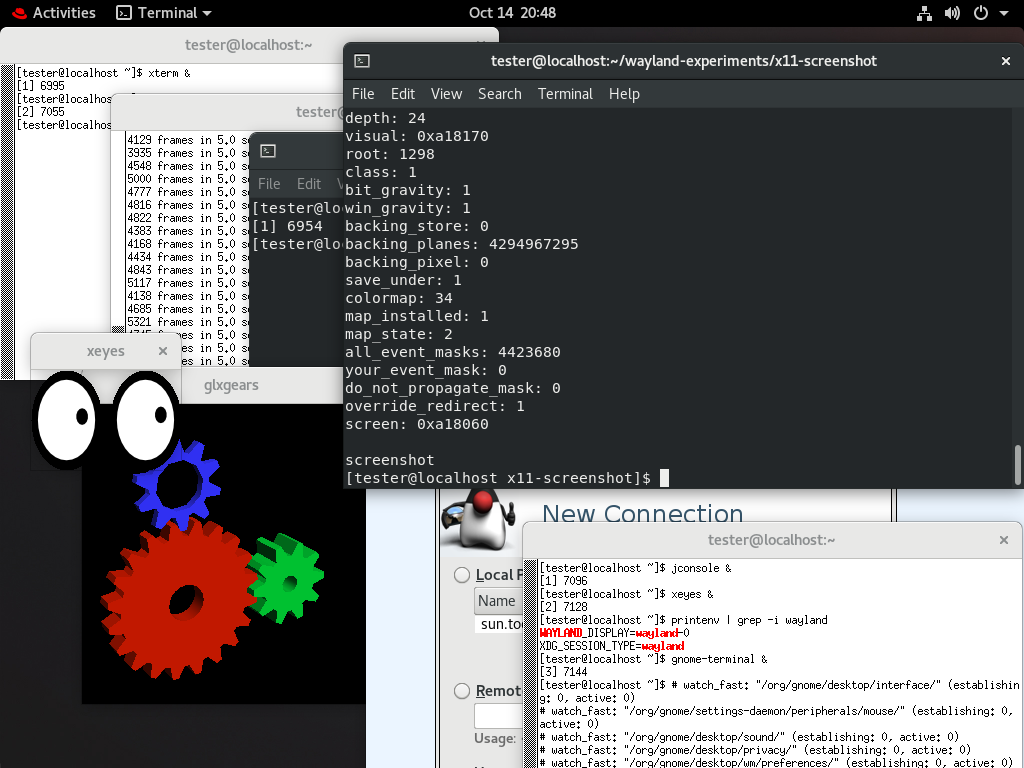 Activities
Terminal
Oct 14 20:48
tester@localhost:~
[tester@localhost ~]$ xterm &
[1] 6995
[tester@localhost
[2] 7055
[tester@localhost
4129 frames in 5.0
3935 frames in 5.0
4548 frames in 5.0
5000 frames in 5.0
4777 frames in 5.0
4816 frames in 5.0
4822 frames in 5.0
4383 frames in 5.0
4168 frames in 5.0
4434 frames in 5.0
4843 frames in 5.0
5117 frames in 5.0
4138 frames in 5.0
4685 frames in 5.0
5321 frames in 5.0
File Edit
[1] 6954
tester@localhost:~/wayland-experiments/x11-screenshot
File Edit View Search Terminal Help
depth: 24
visual: 0xa18170
root: 1298
class: 1
bit_gravity: 1
win_gravity: 1
backing_store: 0
backing_planes: 4294967295
backing_pixel: 0
save_under: 1
colormap: 34
map_installed: 1
map_state: 2
all_event_masks: 4423680
your_event_mask: 0
do_not_propagate_mask: 0
override_redirect: 1
screen: 0xa18060
screenshot
[tester@localhost x11-screenshot]$
xeyes
glxgears
New Connection
Local
Name
Remot
Usage:
tester@localhost:~
[tester@localhost ~]$ jconsole &
[1] 7096
[tester@localhost ~]$ xeyes &
[2] 7128
[tester@localhost ~]$ printenv | grep -i wayland
WAYLAND_DISPLAY=wayland-0
XDG_SESSION_TYPE=wayland
[tester@localhost ~]$ gnome-terminal &
[3] 7144
[tester@localhost ~]$ # watch_fast: "/org/gnome/desktop/interface/" (establishin
g: 0, active: 0)
# watch_fast: "/org/gnome/settings-daemon/peripherals/mouse/" (establishing: 0,
active: 0)
# watch_fast: "/org/gnome/desktop/sound/" (establishing: 0, active: 0)
# watch_fast: "/org/gnome/desktop/privacy/" (establishing: 0, active: 0)
# watch_fast: "/org/gnome/desktop/wm/preferences/" (establishing: 0, active: 0)